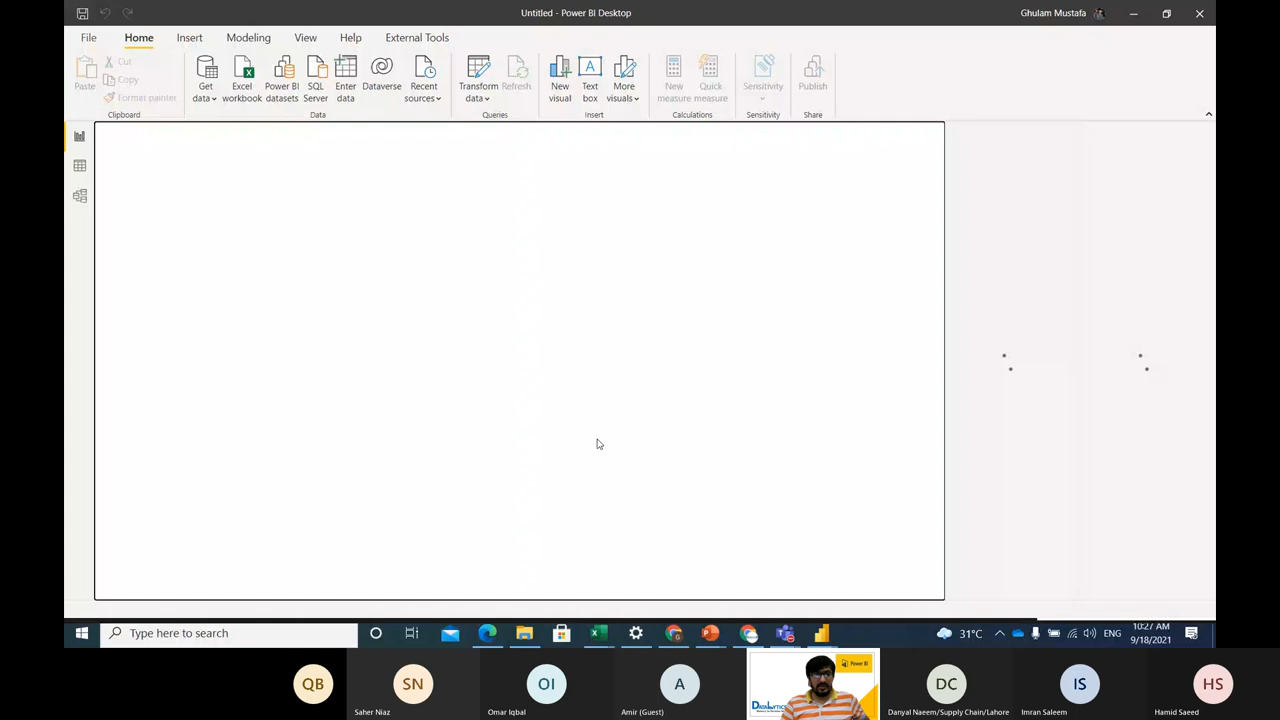 Untitled - Power BI Desktop
Ghulam Mustafa
File Home Insert Modeling View Help External Tools
Paste
Cut
Copy
Format painter
Clipboard
Get data
Excel workbook
Power BI datasets
SQL Server
Enter data
Dataverse
Recent sources
Data
Transform data
Refresh
Queries
New visual
Text box
More visuals
Insert
New measure
Quick measure
Calculations
Sensitivity
Sensitivity
Publish
Share
Type here to search
31°C
ENG
10:27 AM
9/18/2021
QB
SN
Saher Niaz
OI
Omar Iqbal
A
Amir (Guest)
Power BI
DC
Danyal Naeem/Supply Chain/Lahore
IS
Imran Saleem
HS
Hamid Saeed